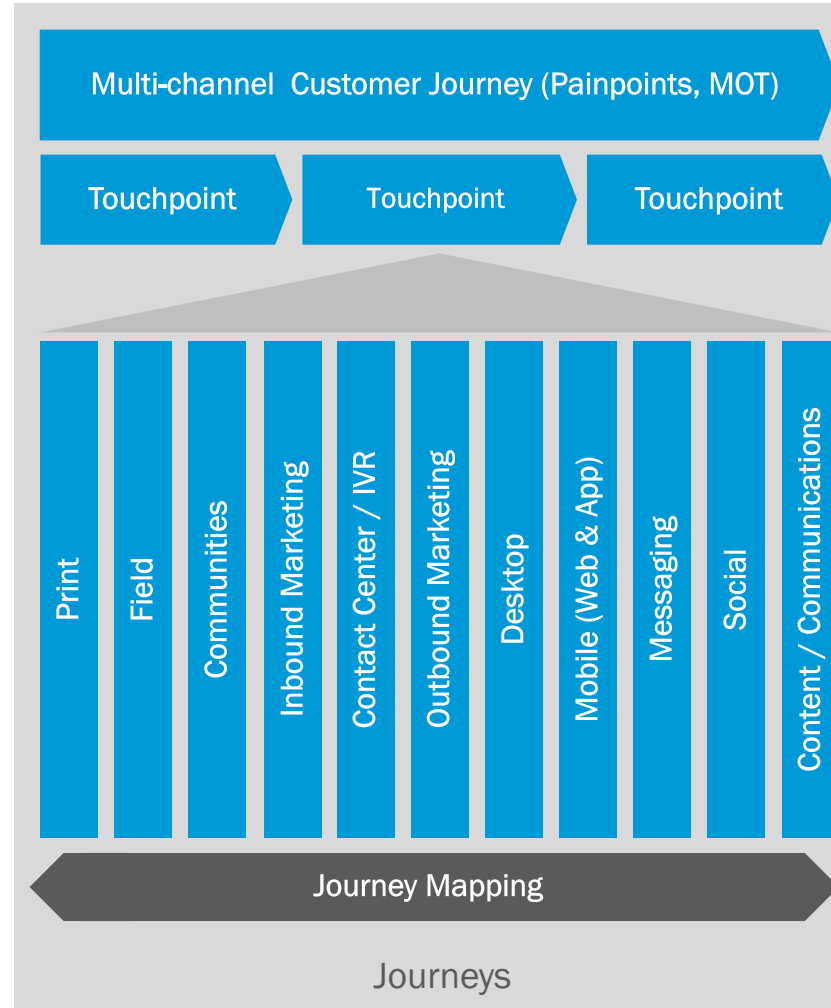 Multi-channel Customer Journey (Painpoints, MOT)
Touchpoint
Touchpoint
Touchpoint
Print
Field
Communities
Inbound Marketing
Contact Center / IVR
Outbound Marketing
Desktop
Mobile (Web & App)
Messaging
Social
Content / Communications
Journey Mapping
Journeys